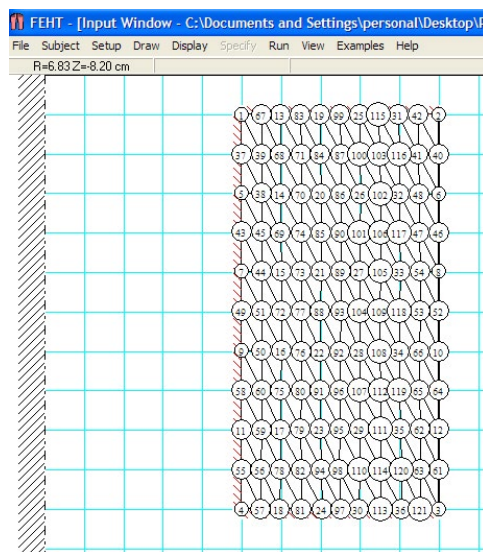 FEHT - [Input Window - C:\Documents and Settings\personal\Desktop\
File Subject Setup Draw Display Specify Run View Examples Help
R=6.83 Z=-8.20 cm
1 67 13 83 19 99 25 115 31 42 2
37 39 68 71 84 87 100 103 116 41 40
5 38 14 70 20 86 26 102 32 48 6
43 45 69 74 85 90 101 106 117 47 46
7 44 15 73 21 89 27 105 33 54 8
49 51 72 77 88 93 104 109 118 53 52
9 50 16 76 22 92 28 108 34 66 10
58 60 75 80 91 96 107 112 119 65 64
11 59 17 79 23 95 29 111 35 62 12
55 56 78 82 94 98 110 114 120 63 61
4 57 18 81 24 97 30 113 36 121 3